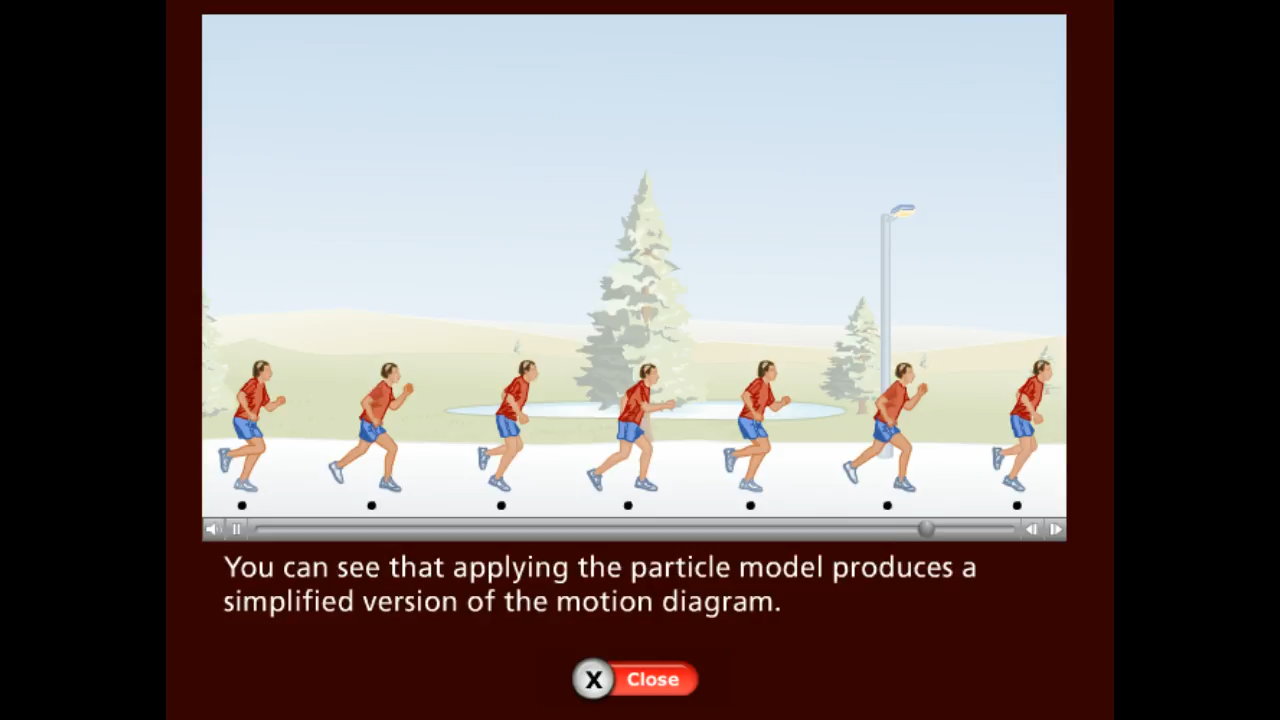 You can see that applying the particle model produces a
simplified version of the motion diagram.
X Close